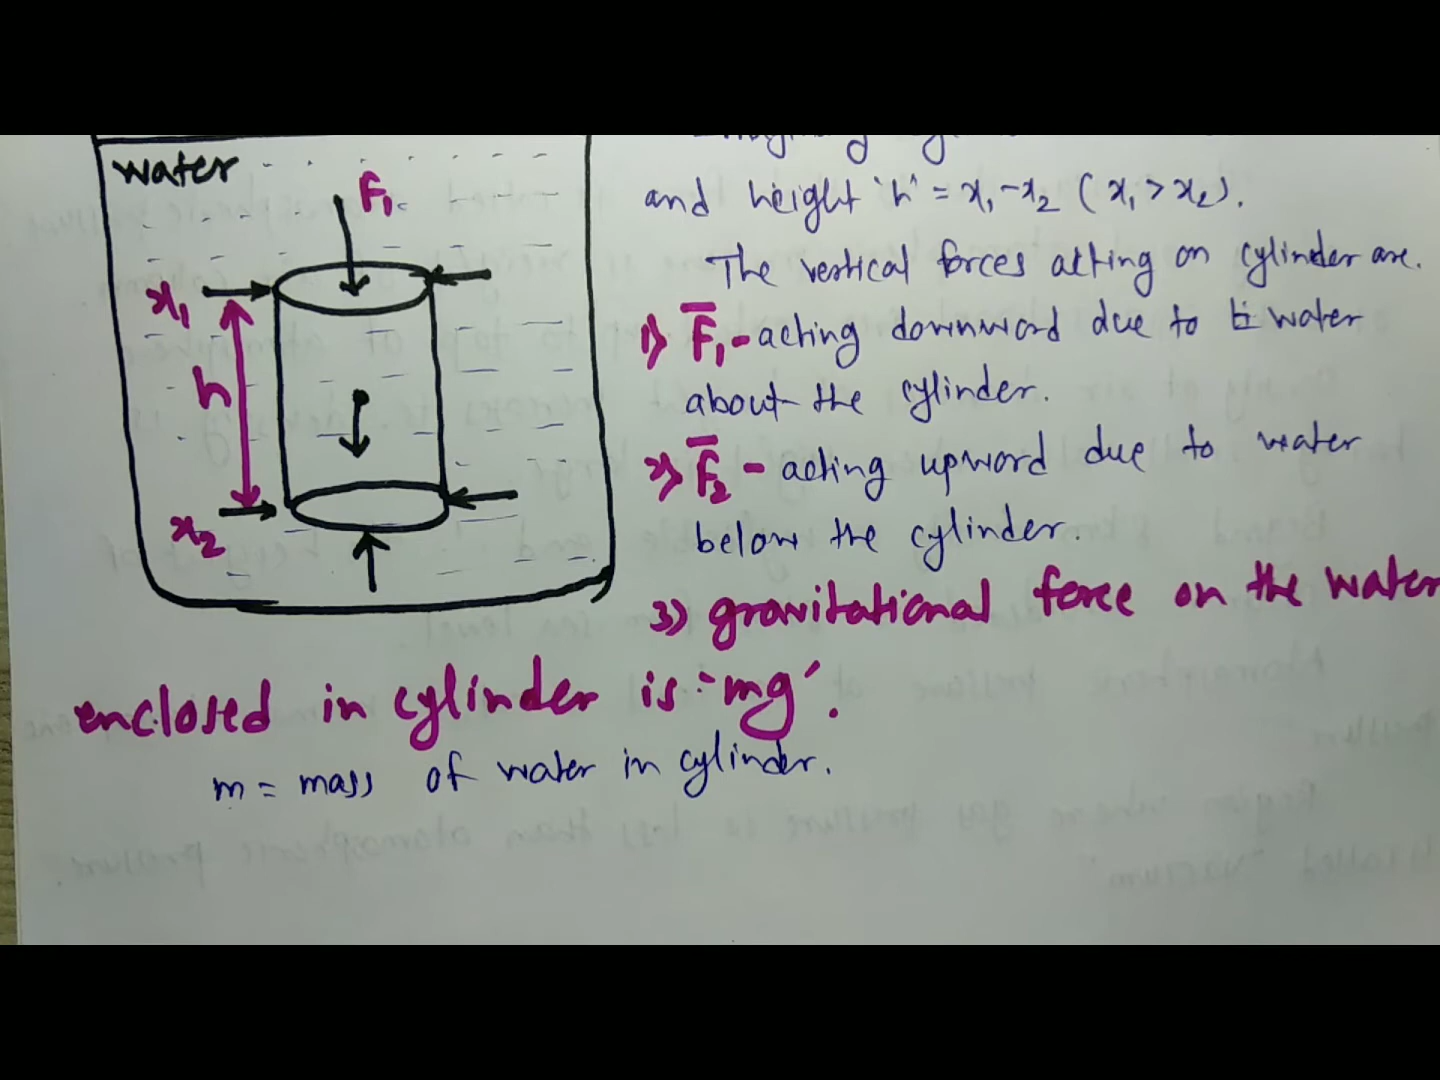 water
F₁
and height 'h' = x₁-x₂ (x₁ > x₂).
The vertical forces acting on cylinder are.
x₁
1) F̅₁ - acting downword due to water
h
about the cylinder.
2) F̅₂ - acting upword due to water
x₂
below the cylinder.
3) gravitational force on the water
enclosed in cylinder is 'mg'.
m = mass of water in cylinder.